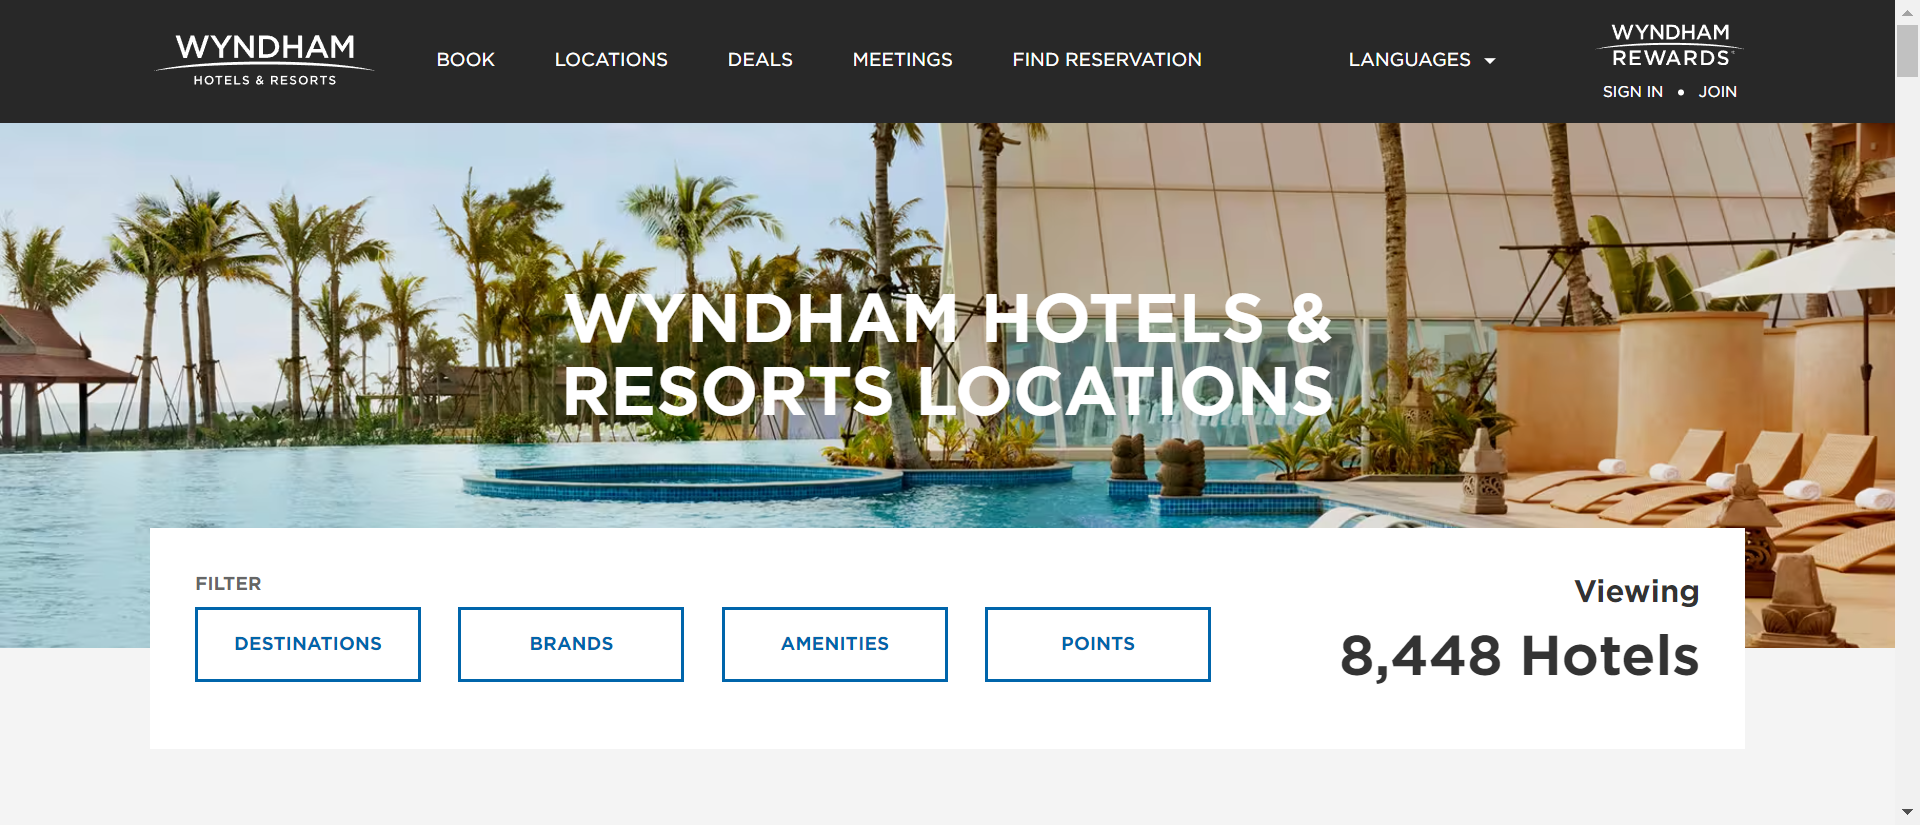 WYNDHAM
HOTELS & RESORTS
BOOK
LOCATIONS
DEALS
MEETINGS
FIND RESERVATION
LANGUAGES
WYNDHAM
REWARDS
SIGN IN • JOIN
WYNDHAM HOTELS &
RESORTS LOCATIONS
FILTER
DESTINATIONS
BRANDS
AMENITIES
POINTS
Viewing
8,448 Hotels